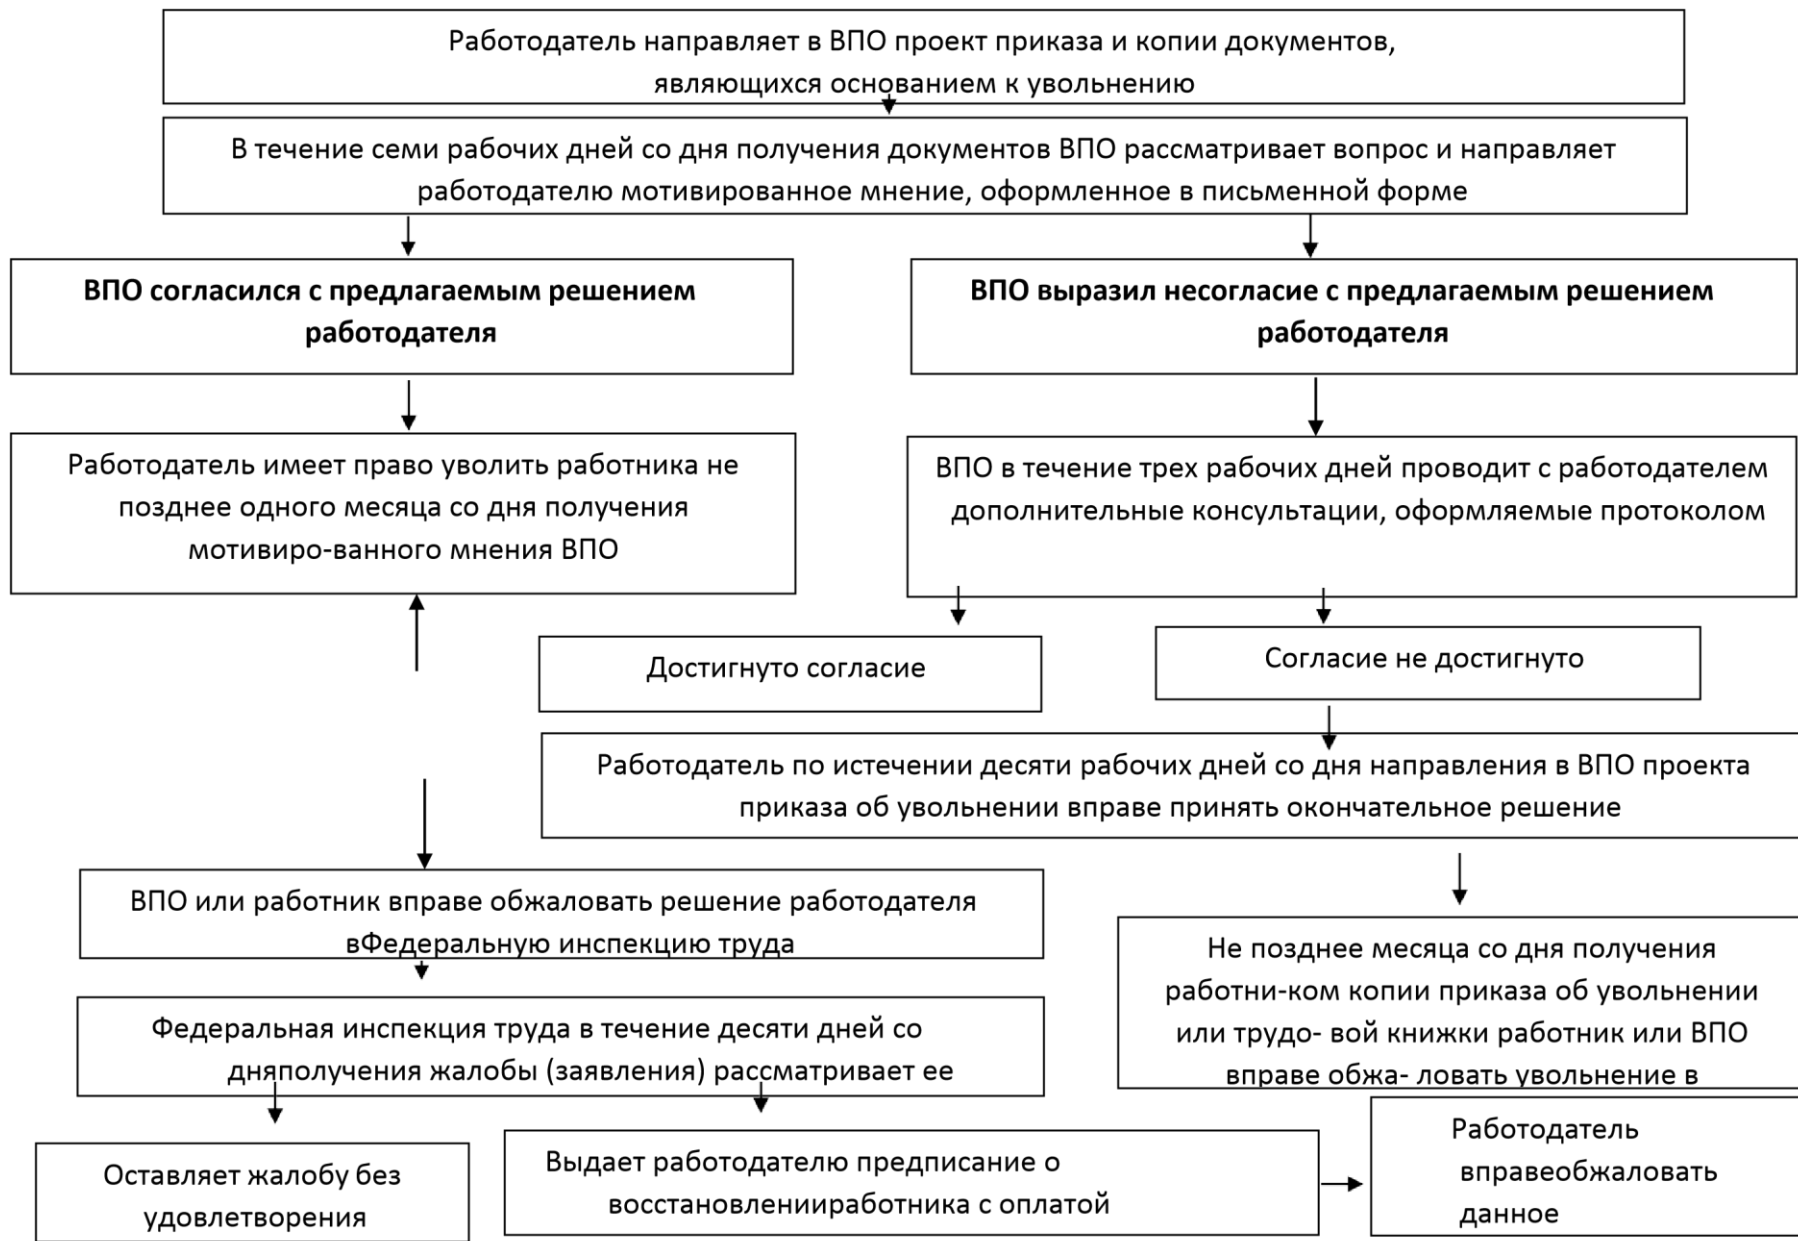 Работодатель направляет в ВПО проект приказа и копии документов,
являющихся основанием к увольнению
В течение семи рабочих дней со дня получения документов ВПО рассматривает вопрос и направляет
работодателю мотивированное мнение, оформленное в письменной форме
ВПО согласился с предлагаемым решением
работодателя
ВПО выразил несогласие с предлагаемым решением
работодателя
Работодатель имеет право уволить работника не
позднее одного месяца со дня получения
мотивиро-ванного мнения ВПО
ВПО в течение трех рабочих дней проводит с работодателем
дополнительные консультации, оформляемые протоколом
Достигнуто согласие
Согласие не достигнуто
Работодатель по истечении десяти рабочих дней со дня направления в ВПО проекта
приказа об увольнении вправе принять окончательное решение
ВПО или работник вправе обжаловать решение работодателя
вФедеральную инспекцию труда
Не позднее месяца со дня получения
работни-ком копии приказа об увольнении
или трудо- вой книжки работник или ВПО
вправе обжа- ловать увольнение в
Федеральная инспекция труда в течение десяти дней со
дняполучения жалобы (заявления) рассматривает ее
Оставляет жалобу без
удовлетворения
Выдает работодателю предписание о
восстановленииработника с оплатой
Работодатель
вправеобжаловать
данное